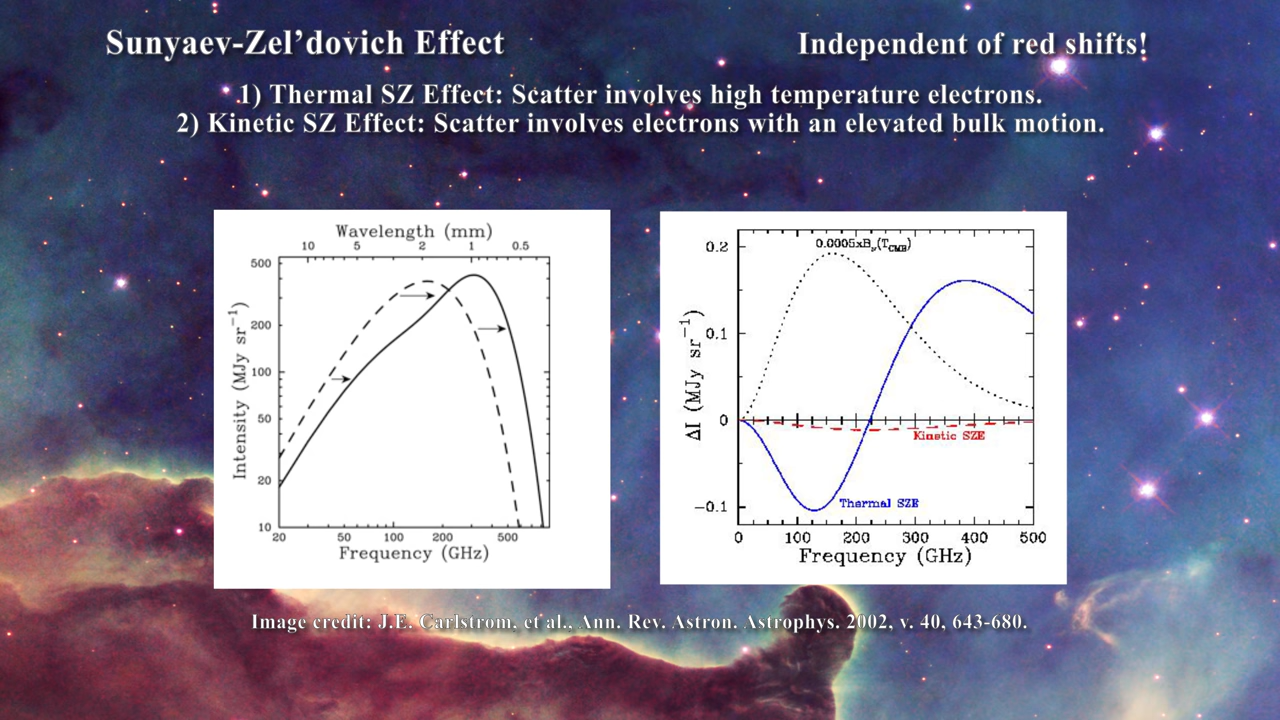 Sunyaev-Zel’dovich Effect
Independent of red shifts!
1) Thermal SZ Effect: Scatter involves high temperature electrons.
2) Kinetic SZ Effect: Scatter involves electrons with an elevated bulk motion.
Wavelength (mm)
10 5 2 1 0.5
500
200
100
50
20
10
Intensity (MJy sr⁻¹)
20 50 100 200 500
Frequency (GHz)
0.0005xBν(TCMB)
0.2
0.1
0
−0.1
ΔI (MJy sr⁻¹)
Kinetic SZE
Thermal SZE
0 100 200 300 400 500
Frequency (GHz)
Image credit: J.E. Carlstrom, et al., Ann. Rev. Astron. Astrophys. 2002, v. 40, 643-680.